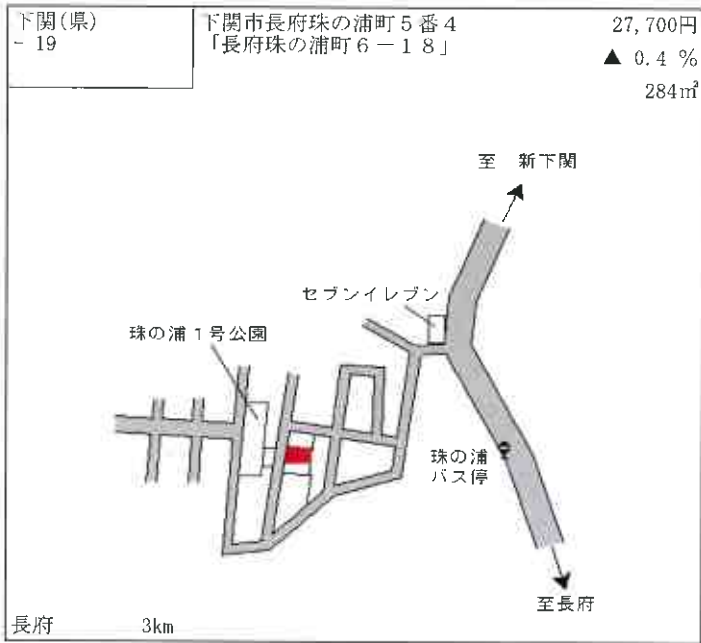 下関(県)
－19
下関市長府珠の浦町５番４
「長府珠の浦町６－１８」
27,700円
▲ 0.4 %
284㎡
至　新下関
セブンイレブン
珠の浦１号公園
珠の浦
バス停
至長府
長府　　　3km